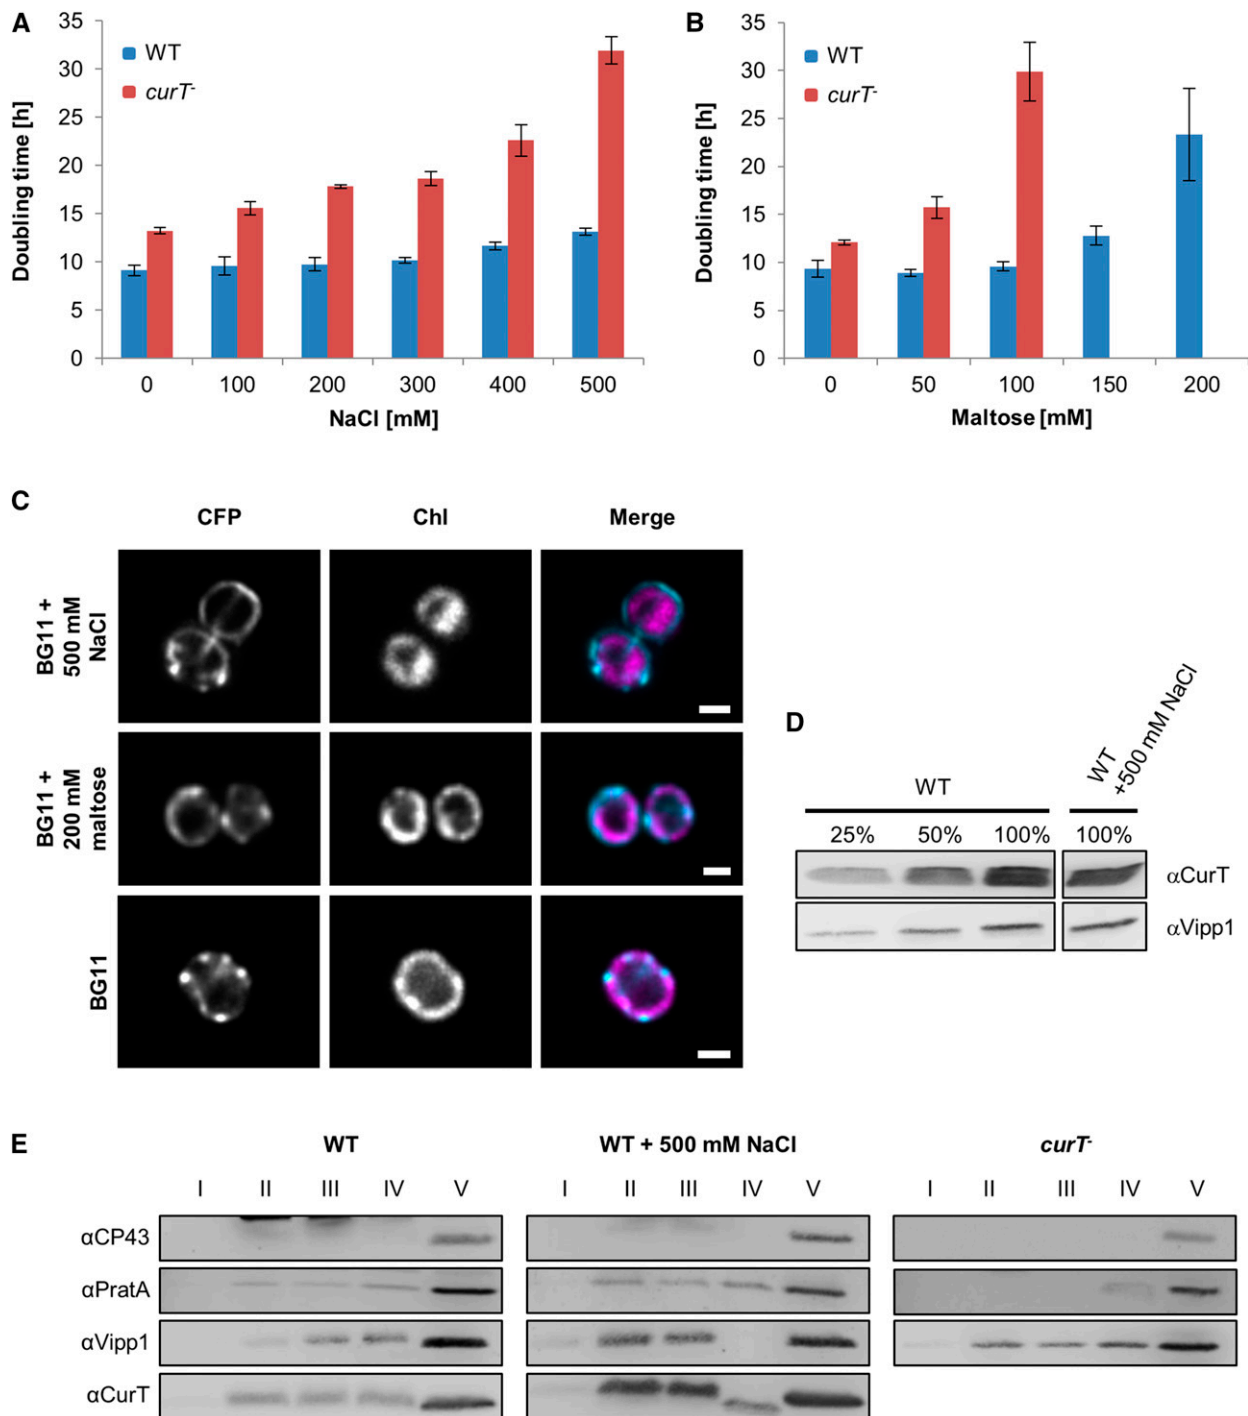 A
WT
curT-
Doubling time [h]
35
30
25
20
15
10
5
0
0 100 200 300 400 500
NaCl [mM]
B
WT
curT-
Doubling time [h]
35
30
25
20
15
10
5
0
0 50 100 150 200
Maltose [mM]
C
CFP Chl Merge
BG11 +
500 mM
NaCl
BG11 +
200 mM
maltose
BG11
D
WT
WT
+500 mM NaCl
25% 50% 100% 100%
αCurT
αVipp1
E
WT WT + 500 mM NaCl curT-
I II III IV V I II III IV V I II III IV V
αCP43
αPratA
αVipp1
αCurT